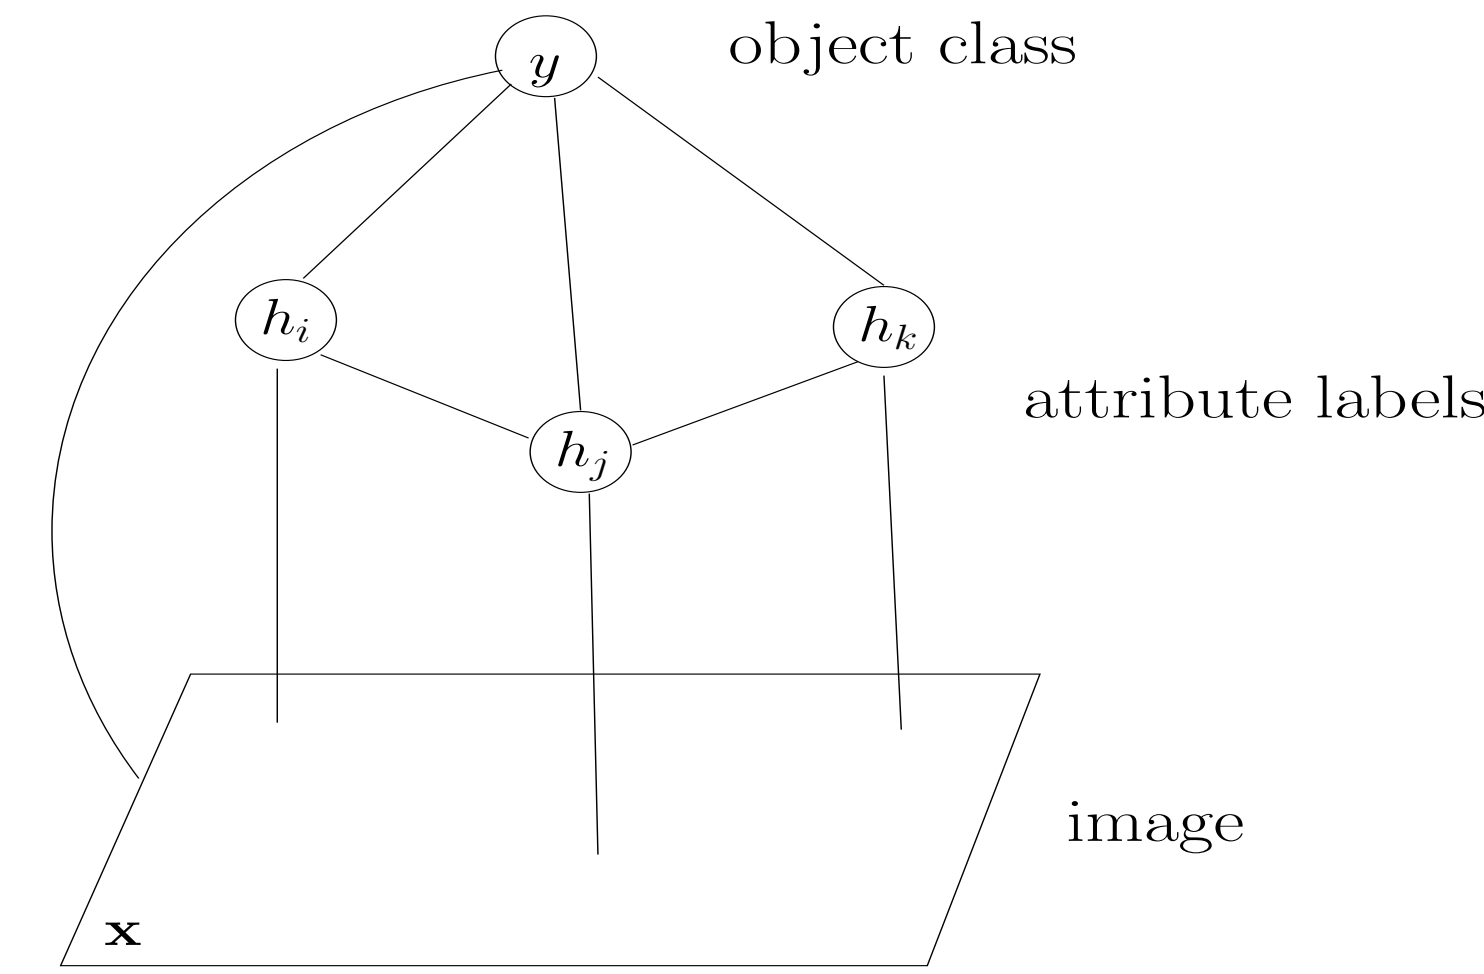 y
object class
h_i
h_k
attribute labels
h_j
image
x